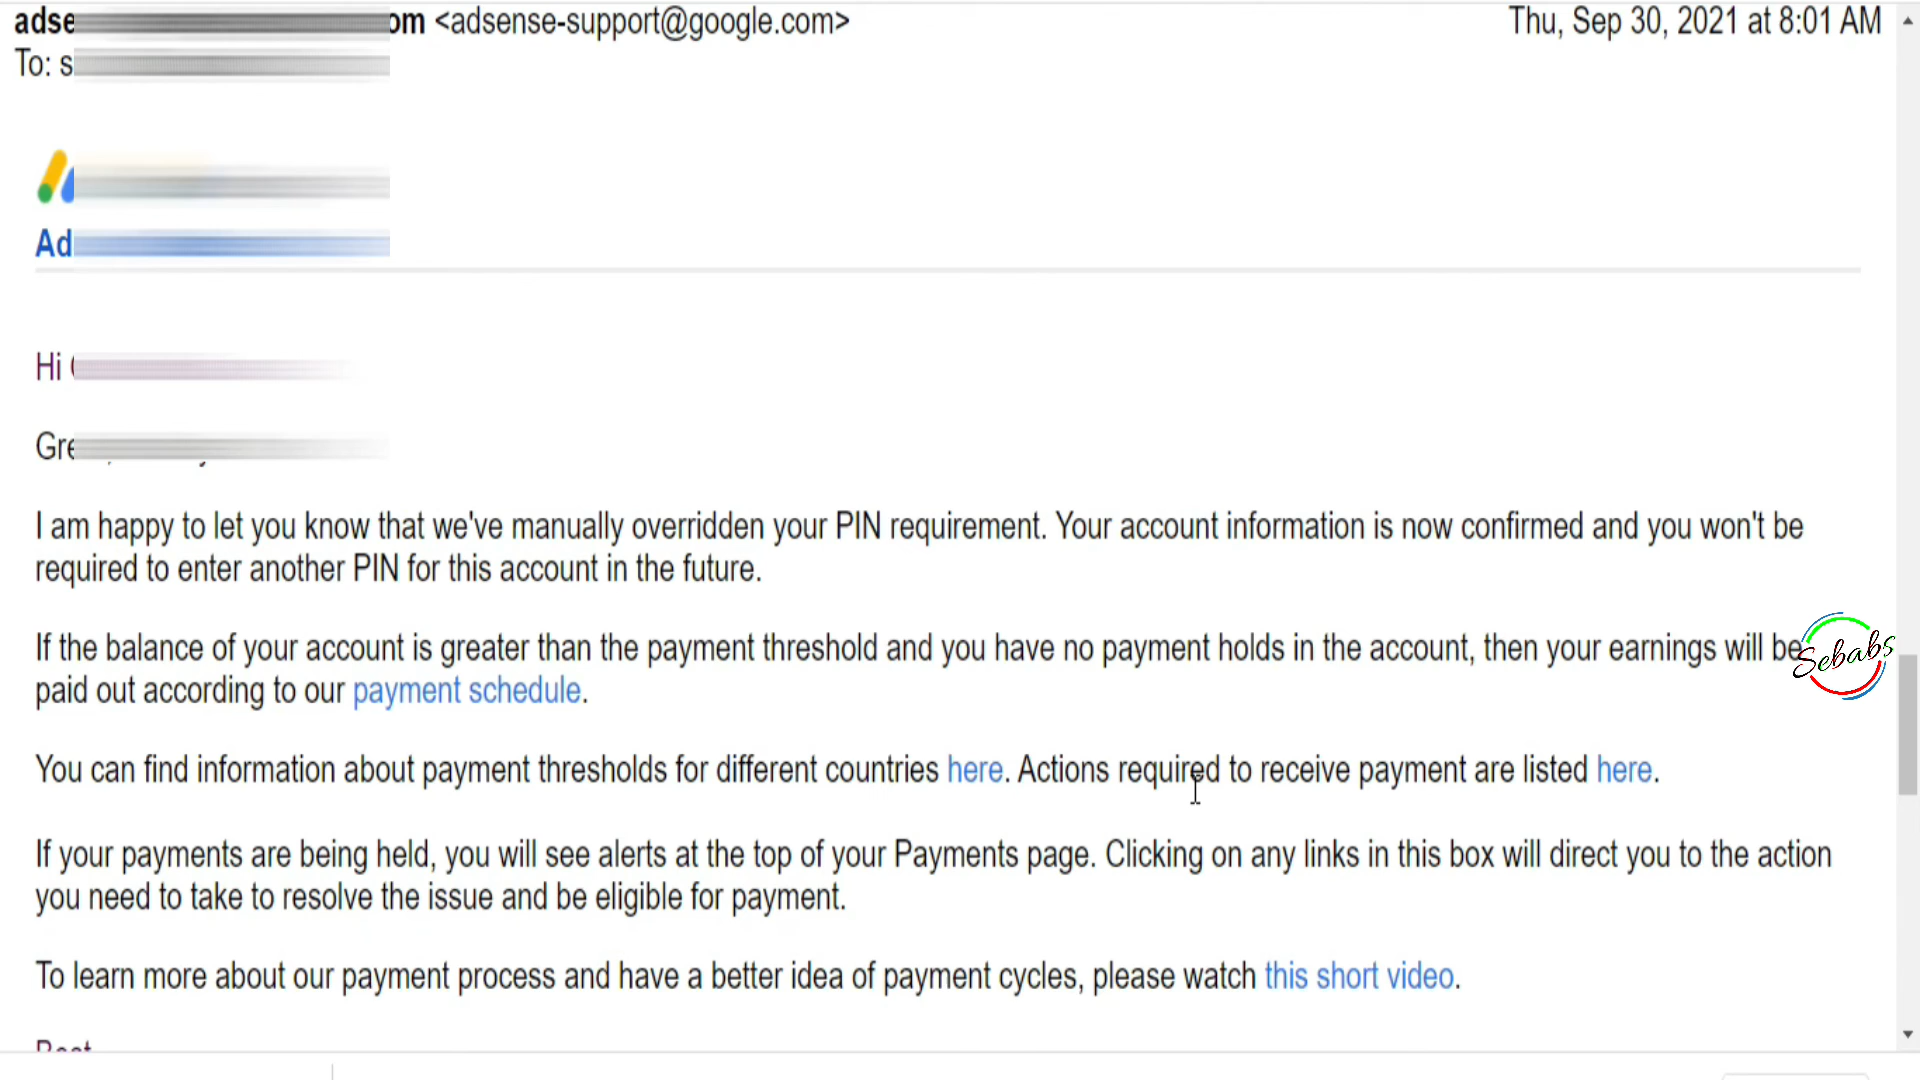 <adsense-support@google.com> Thu, Sep 30, 2021 at 8:01 AM
To:
Hi
I am happy to let you know that we've manually overridden your PIN requirement. Your account information is now confirmed and you won't be
required to enter another PIN for this account in the future.
If the balance of your account is greater than the payment threshold and you have no payment holds in the account, then your earnings will be
paid out according to our payment schedule.
Sebabs
You can find information about payment thresholds for different countries here. Actions required to receive payment are listed here.
If your payments are being held, you will see alerts at the top of your Payments page. Clicking on any links in this box will direct you to the action
you need to take to resolve the issue and be eligible for payment.
To learn more about our payment process and have a better idea of payment cycles, please watch this short video.